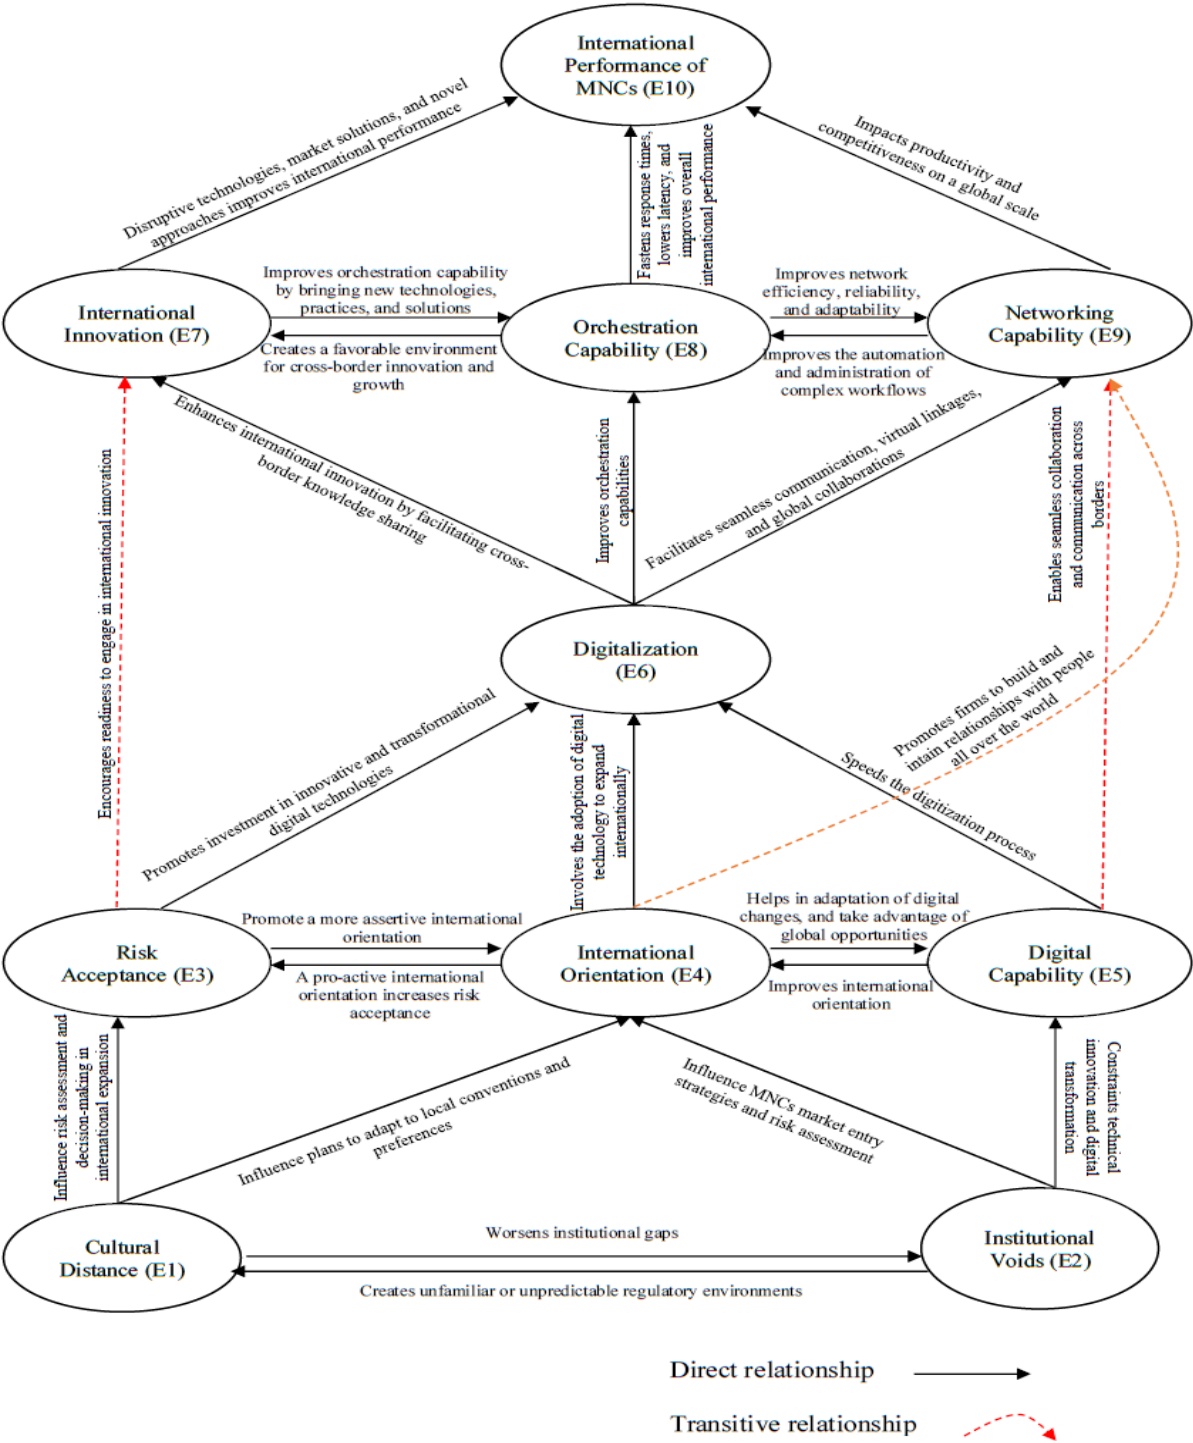 International
Performance of
MNCs (E10)
Disruptive technologies, market solutions, and novel
approaches improves international performance
Fastens response times,
lowers latency, and
improves overall
international performance
Impacts productivity and
competitiveness on a global scale
International
Innovation (E7)
Improves orchestration capability
by bringing new technologies,
practices, and solutions
Creates a favorable environment
for cross-border innovation and
growth
Orchestration
Capability (E8)
Improves network
efficiency, reliability,
and adaptability
Improves the automation
and administration of
complex workflows
Networking
Capability (E9)
Enhances international innovation by facilitating cross-
border knowledge sharing
Improves orchestration
capabilities
Facilitates seamless communication, virtual linkages,
and global collaborations
Enables seamless collaboration
and communication across
borders
Encourages readiness to engage in international innovation
Digitalization
(E6)
Promotes investment in innovative and transformational
digital technologies
Involves the adoption of digital
technology to expand
internationally
Promotes firms to build and
intain relationships with people
all over the world
Speeds the digitization process
Risk
Acceptance (E3)
Promote a more assertive international
orientation
A pro-active international
orientation increases risk
acceptance
International
Orientation (E4)
Helps in adaptation of digital
changes, and take advantage of
global opportunities
Improves international
orientation
Digital
Capability (E5)
Influence risk assessment and
decision-making in
international expansion
Influence plans to adapt to local conventions and
preferences
Influence MNCs market entry
strategies and risk assessment
Constraints technical
innovation and digital
transformation
Cultural
Distance (E1)
Worsens institutional gaps
Creates unfamiliar or unpredictable regulatory environments
Institutional
Voids (E2)
Direct relationship
Transitive relationship